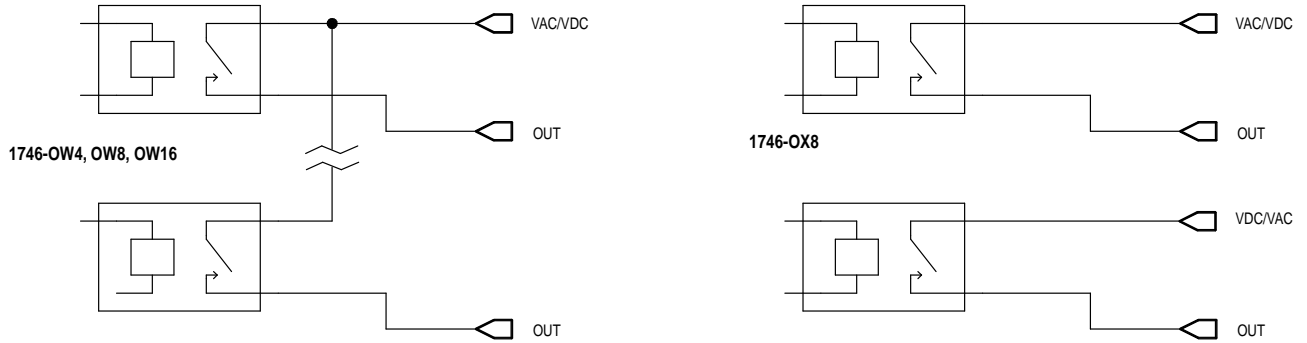 VAC/VDC
OUT
1746-OW4, OW8, OW16
OUT
VAC/VDC
OUT
1746-OX8
VDC/VAC
OUT